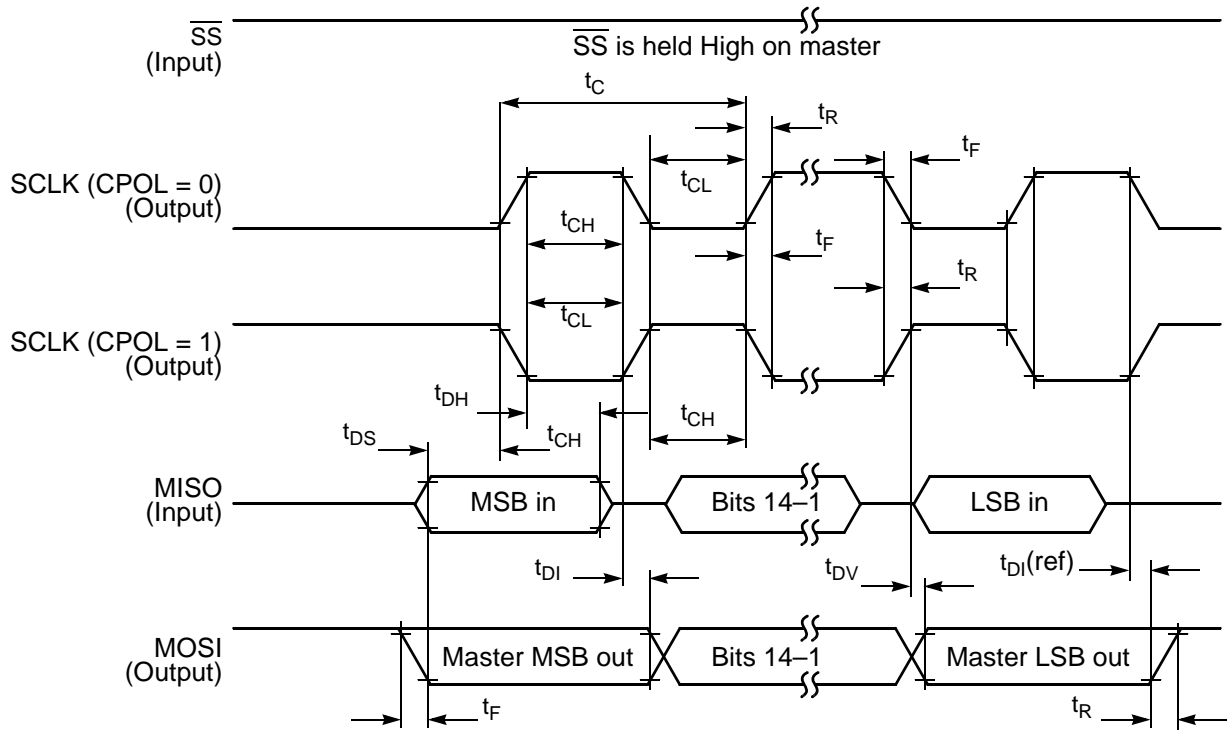 SS
(Input)
SS is held High on master
tC
tR
tF
SCLK (CPOL = 0)
(Output)
tCL
tCH
tF
tR
tCL
SCLK (CPOL = 1)
(Output)
tDH
tCH
tCH
tDS
MISO
(Input)
MSB in
Bits 14–1
LSB in
tDI
tDV
tDI(ref)
MOSI
(Output)
Master MSB out
Bits 14–1
Master LSB out
tF
tR